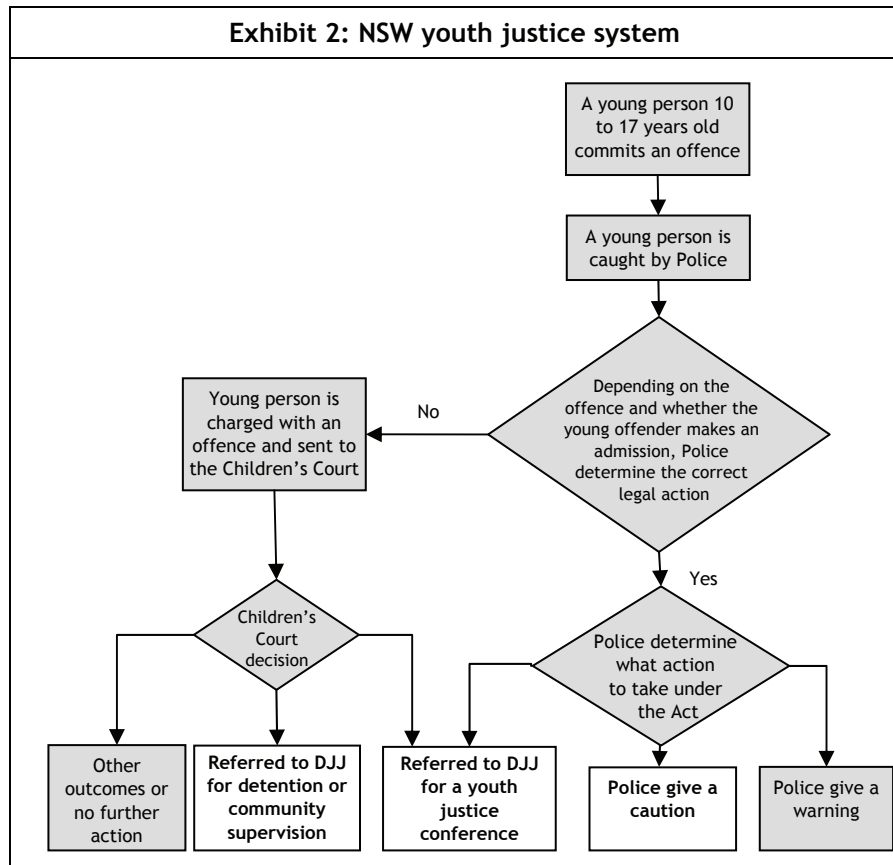 Exhibit 2: NSW youth justice system
A young person 10
to 17 years old
commits an offence
A young person is
caught by Police
Depending on the
offence and whether the
young offender makes an
admission, Police
determine the correct
legal action
No
Young person is
charged with an
offence and sent to
the Children’s Court
Yes
Children’s
Court
decision
Police determine
what action
to take under
the Act
Other
outcomes or
no further
action
Referred to DJJ
for detention or
community
supervision
Referred to DJJ
for a youth
justice
conference
Police give a
caution
Police give a
warning